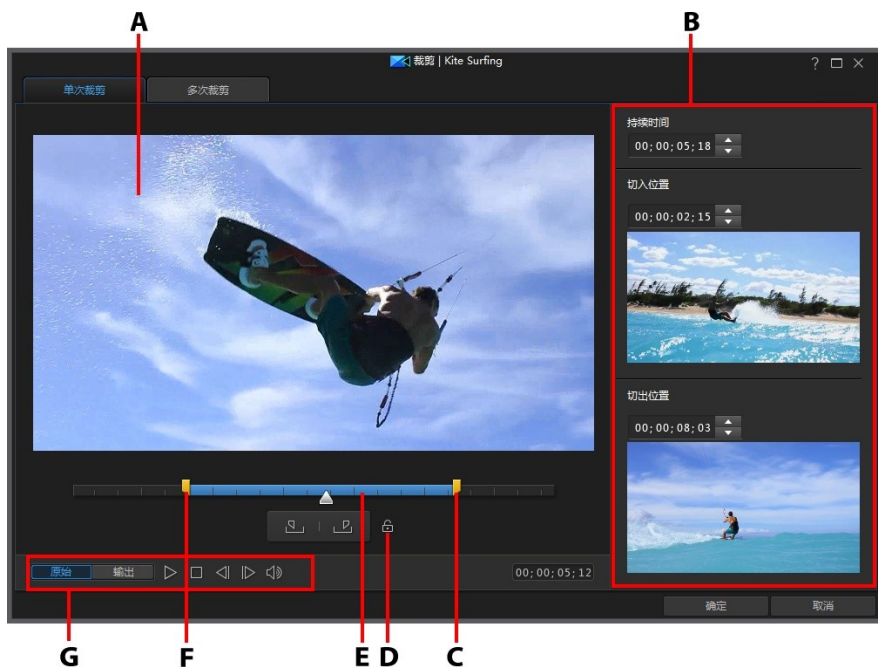 A
B
裁剪 | Kite Surfing
?
单次裁剪
多次裁剪
持续时间
00;00;05;18
切入位置
00;00;02;15
切出位置
00;00;08;03
原始
输出
00;00;05;12
确定
取消
G
F
E
D
C